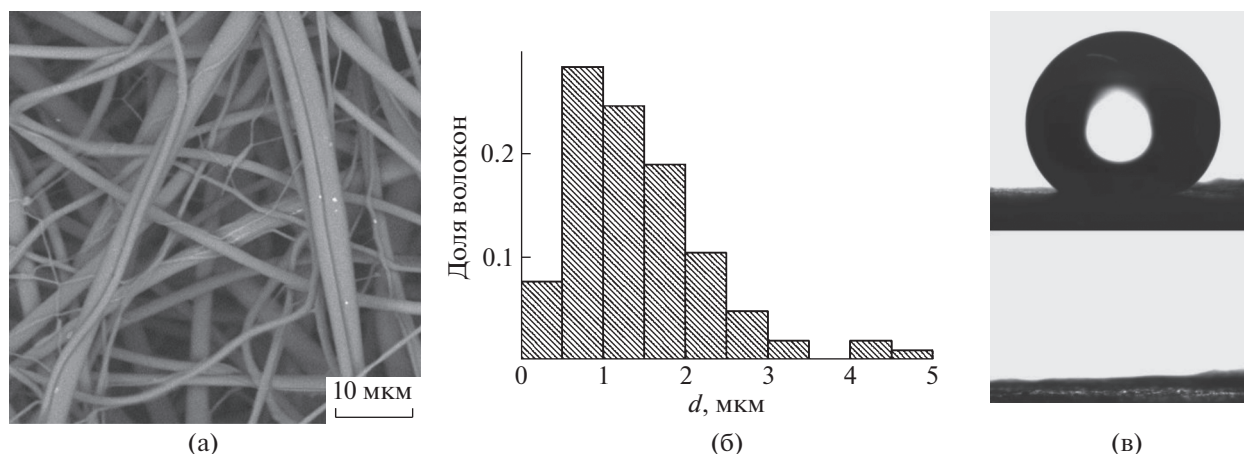 10 мкм
(а)
Доля волокон
0.2
0.1
0 1 2 3 4 5
d, мкм
(б)
(в)